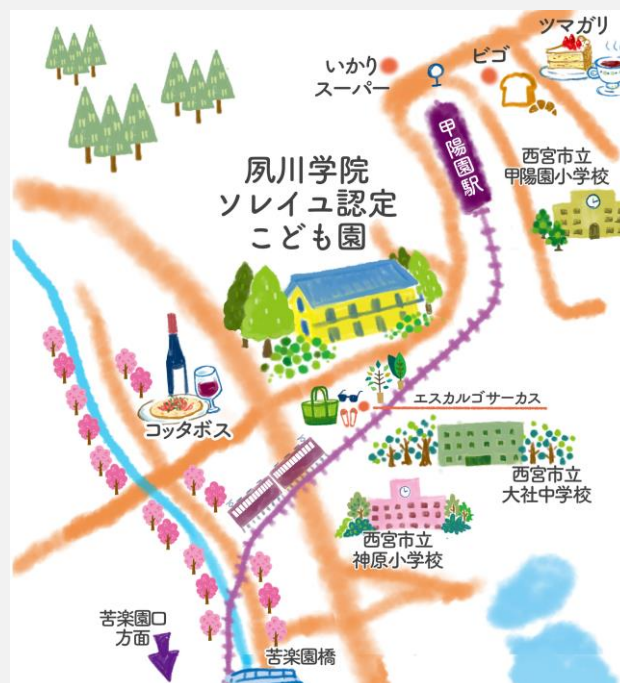 ツマガリ
いかり
スーパー
ビゴ
甲陽園駅
西宮市立
甲陽園小学校
夙川学院
ソレイユ認定
こども園
コッタボス
エスカルゴサーカス
西宮市立
大社中学校
西宮市立
神原小学校
苦楽園口
方面
苦楽園橋